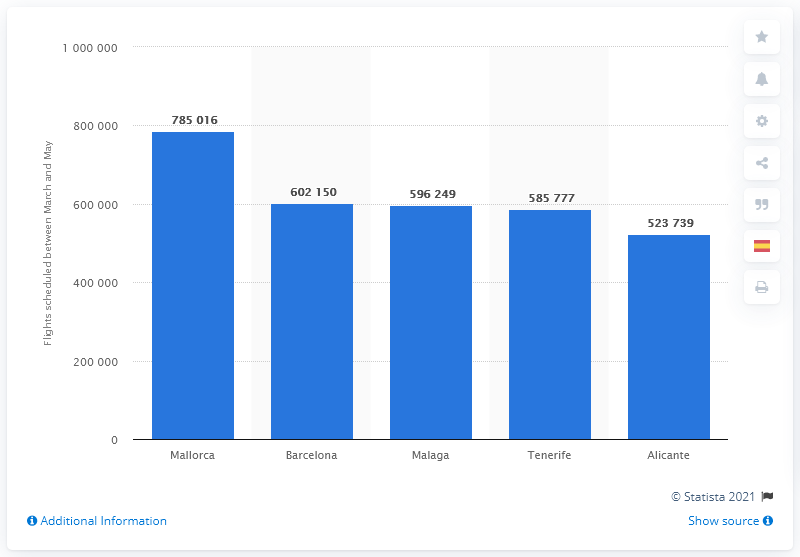 1 000 000
800 000
600 000
400 000
200 000
0
Flights scheduled between March and May
785 016
602 150
596 249
585 777
523 739
Mallorca
Barcelona
Malaga
Tenerife
Alicante
© Statista 2021
Additional Information
Show source